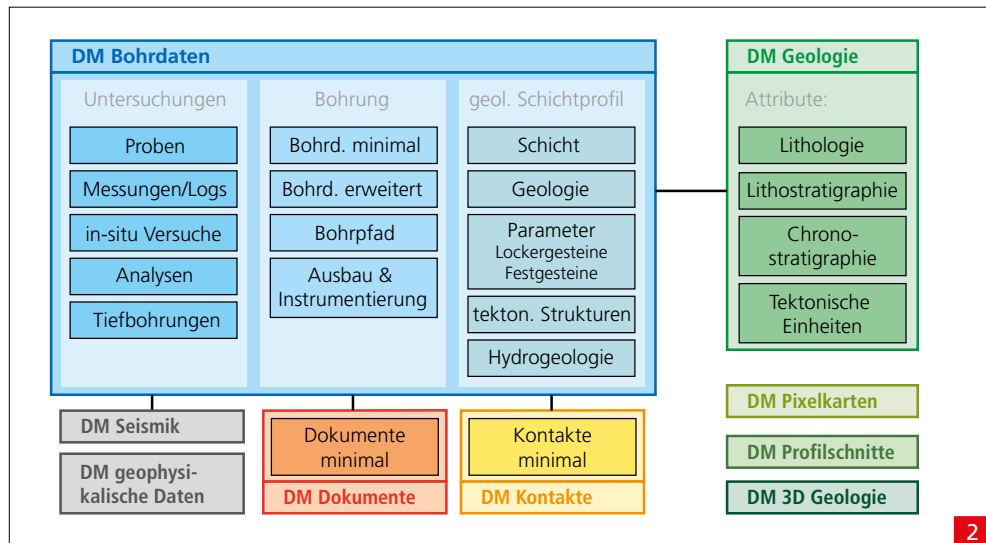 DM Bohrdaten
Untersuchungen
Proben
Messungen/Logs
in-situ Versuche
Analysen
Tiefbohrungen
Bohrung
Bohrd. minimal
Bohrd. erweitert
Bohrpfad
Ausbau &
Instrumentierung
geol. Schichtprofil
Schicht
Geologie
Parameter
Lockergesteine
Festgesteine
tekton. Strukturen
Hydrogeologie
DM Geologie
Attribute:
Lithologie
Lithostratigraphie
Chrono-
stratigraphie
Tektonische
Einheiten
DM Seismik
DM geophysi-
kalische Daten
Dokumente
minimal
DM Dokumente
Kontakte
minimal
DM Kontakte
DM Pixelkarten
DM Profilschnitte
DM 3D Geologie
2